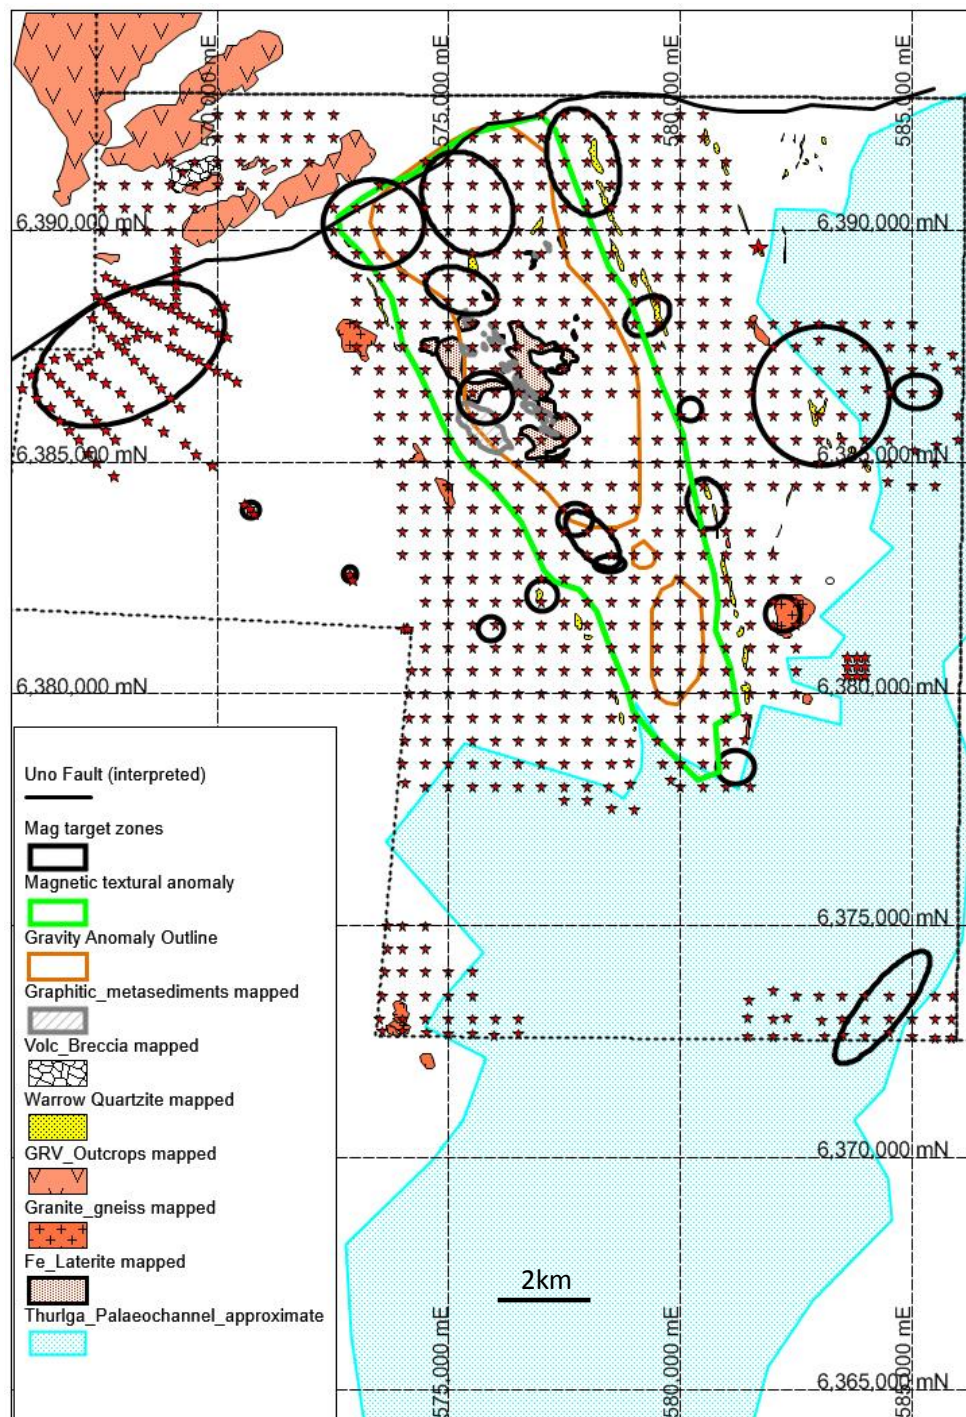 570,000 mE
575,000 mE
580,000 mE
585,000 mE
6,390,000 mN
6,390,000 mN
6,385,000 mN
6,385,000 mN
6,380,000 mN
6,380,000 mN
Uno Fault (interpreted)
Mag target zones
Magnetic textural anomaly
6,375,000 mN
Gravity Anomaly Outline
Graphitic_metasediments mapped
Volc_Breccia mapped
Warrow Quartzite mapped
GRV_Outcrops mapped
6,370,000 mN
Granite_gneiss mapped
Fe_Laterite mapped
2km
Thurlga_Palaeochannel_approximate
575,000 mE
580,000 mE
585,000 mE
6,365,000 mN